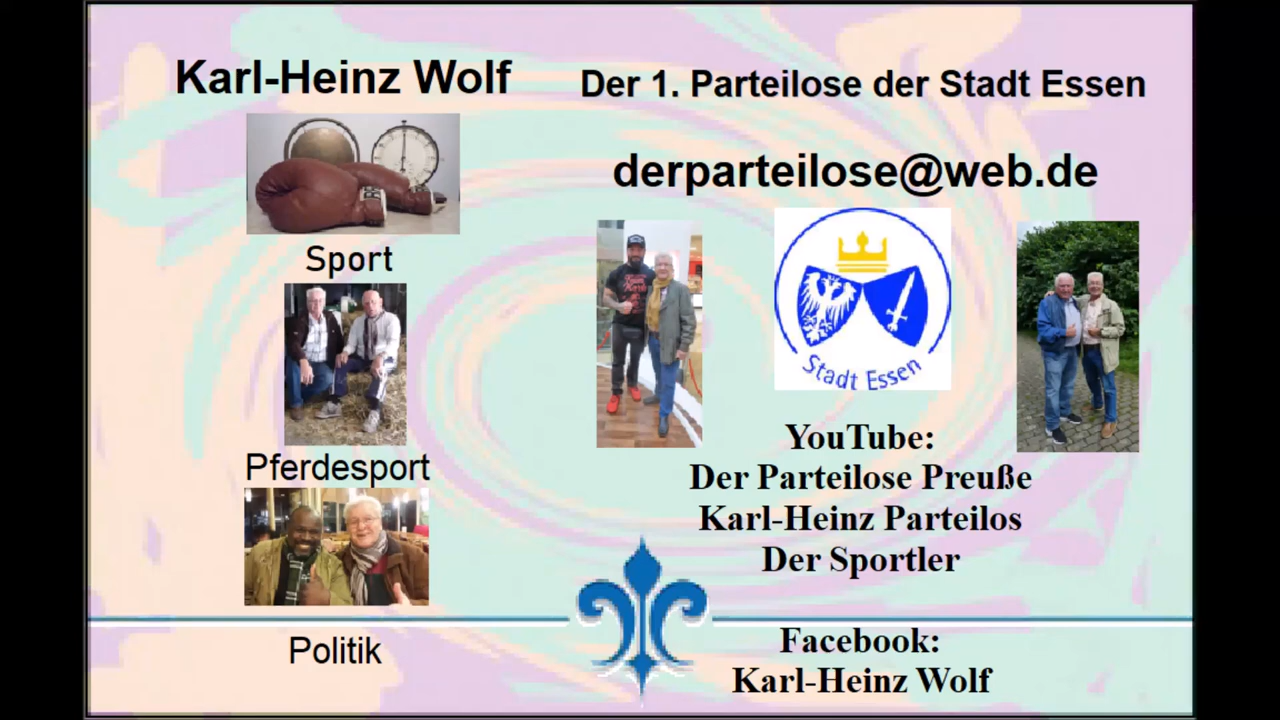 Karl-Heinz Wolf
Der 1. Parteilose der Stadt Essen
derparteilose@web.de
Sport
Pferdesport
Politik
Stadt Essen
YouTube:
Der Parteilose Preuße
Karl-Heinz Parteilos
Der Sportler
Facebook:
Karl-Heinz Wolf